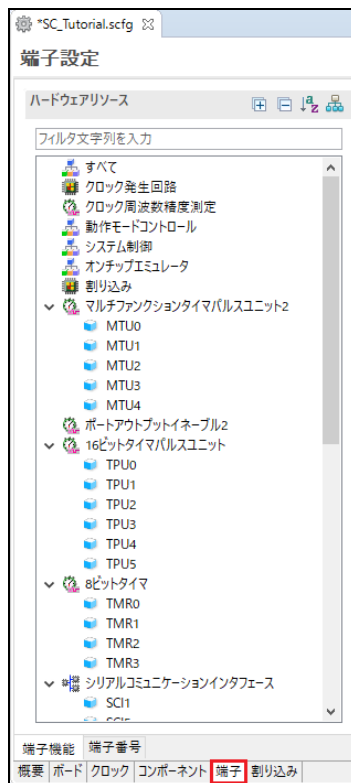 *SC_Tutorial.scfg
端子設定
ハードウェアリソース
フィルタ文字列を入力
すべて
クロック発生回路
クロック周波数精度測定
動作モードコントロール
システム制御
オンチップエミュレータ
割り込み
マルチファンクションタイマパルスユニット2
MTU0
MTU1
MTU2
MTU3
MTU4
ポートアウトプットイネーブル2
16ビットタイマパルスユニット
TPU0
TPU1
TPU2
TPU3
TPU4
TPU5
8ビットタイマ
TMR0
TMR1
TMR2
TMR3
シリアルコミュニケーションインタフェース
SCI1
端子機能 端子番号
概要 ボード クロック コンポーネント 端子 割り込み